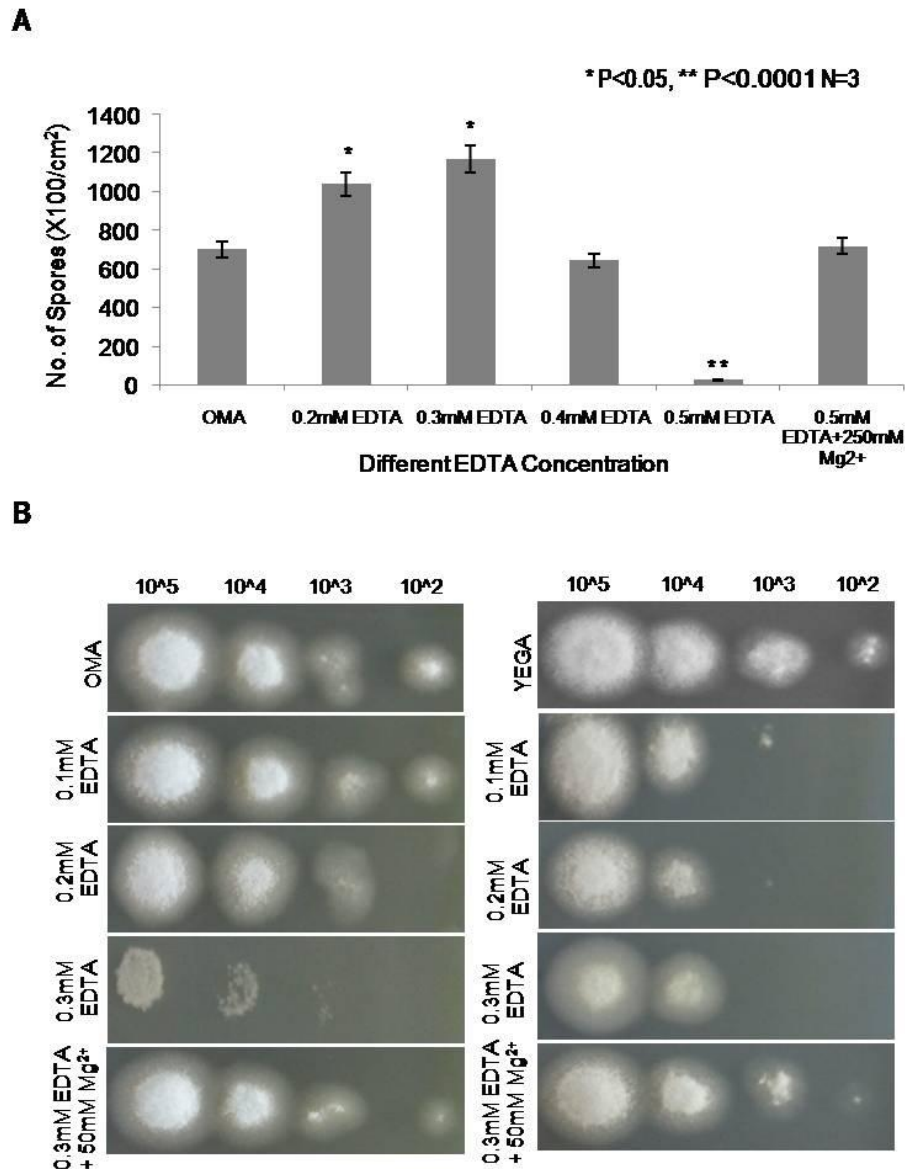 A
* P<0.05, ** P<0.0001 N=3
No. of Spores (X100/cm²)
1400
1200
1000
800
600
400
200
0
*
*
**
OMA
0.2mM EDTA
0.3mM EDTA
0.4mM EDTA
0.5mM EDTA
0.5mM
EDTA+250mM
Mg2+
Different EDTA Concentration
B
10^5 10^4 10^3 10^2
OMA
0.1mM
EDTA
0.2mM
EDTA
0.3mM
EDTA
0.3mM EDTA
+ 50mM Mg²⁺
10^5 10^4 10^3 10^2
YEGA
0.1mM
EDTA
0.2mM
EDTA
0.3mM
EDTA
0.3mM EDTA
+ 50mM Mg²⁺